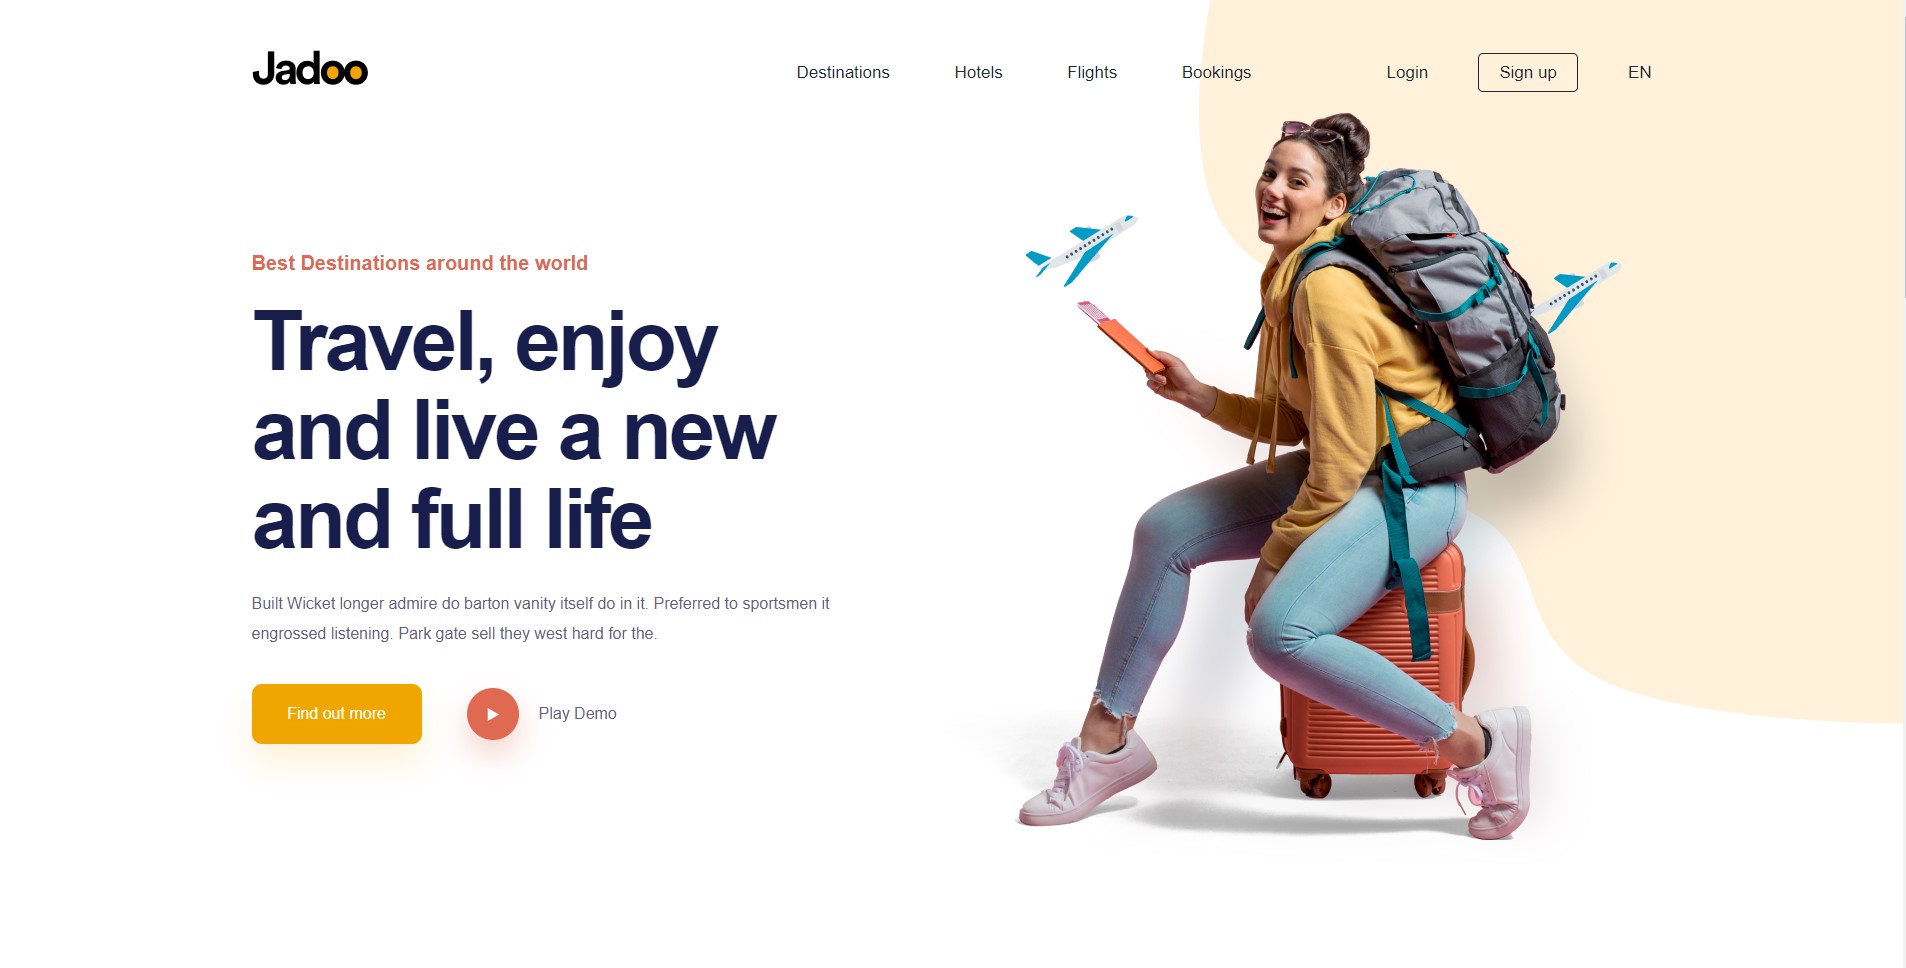 Jadoo
Destinations
Hotels
Flights
Bookings
Login
Sign up
EN
Best Destinations around the world
Travel, enjoy
and live a new
and full life
Built Wicket longer admire do barton vanity itself do in it. Preferred to sportsmen it
engrossed listening. Park gate sell they west hard for the.
Find out more
Play Demo